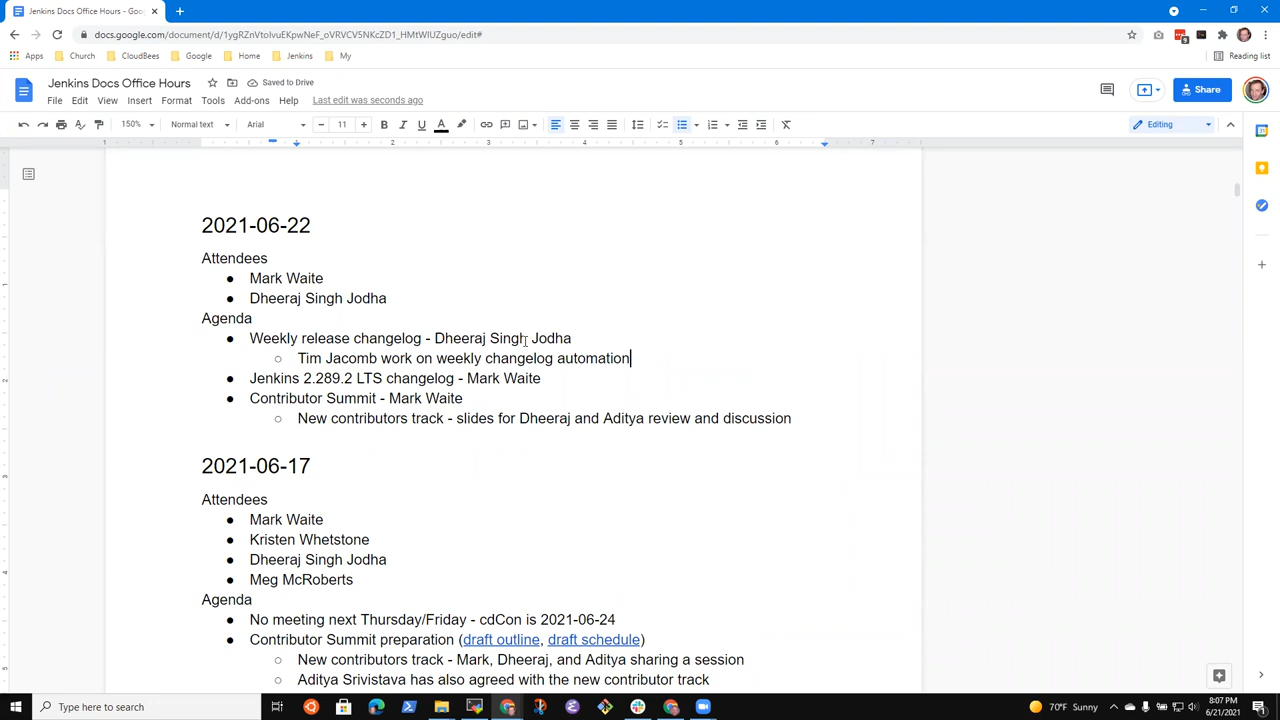 Jenkins Docs Office Hours - Goo
docs.google.com/document/d/1ygRZnVtoIvuEKpwNeF_oVRVCV5NKcZD1_HMtWIUZguo/edit#
Apps Church CloudBees Google Home Jenkins My Reading list
Jenkins Docs Office Hours Saved to Drive
File Edit View Insert Format Tools Add-ons Help Last edit was seconds ago
Share
150% Normal text Arial 11 Editing
1 2 3 4 5 6 7
2021-06-22
Attendees
● Mark Waite
● Dheeraj Singh Jodha
Agenda
● Weekly release changelog - Dheeraj Singh Jodha
○ Tim Jacomb work on weekly changelog automation
● Jenkins 2.289.2 LTS changelog - Mark Waite
● Contributor Summit - Mark Waite
○ New contributors track - slides for Dheeraj and Aditya review and discussion
2021-06-17
Attendees
● Mark Waite
● Kristen Whetstone
● Dheeraj Singh Jodha
● Meg McRoberts
Agenda
● No meeting next Thursday/Friday - cdCon is 2021-06-24
● Contributor Summit preparation (draft outline, draft schedule)
○ New contributors track - Mark, Dheeraj, and Aditya sharing a session
○ Aditya Srivistava has also agreed with the new contributor track
Type here to search
70°F Sunny
8:07 PM
6/21/2021